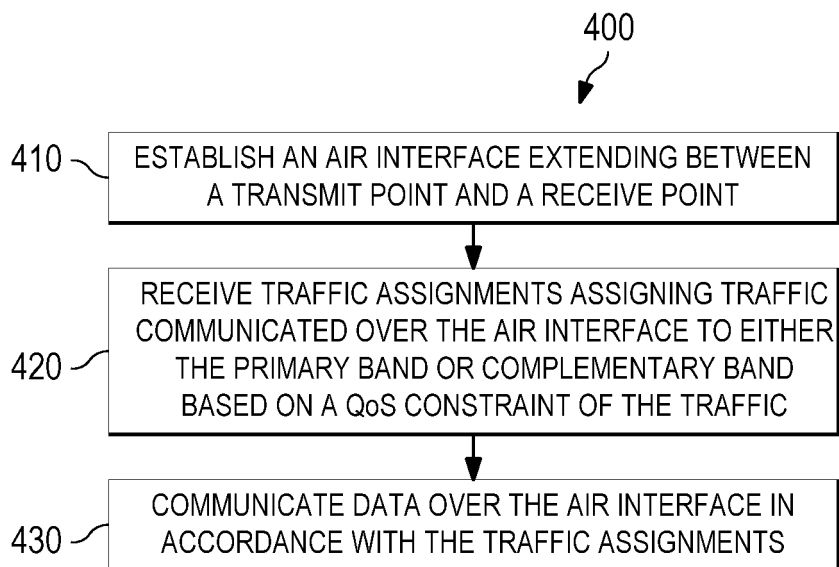 400
410
ESTABLISH AN AIR INTERFACE EXTENDING BETWEEN
A TRANSMIT POINT AND A RECEIVE POINT
420
RECEIVE TRAFFIC ASSIGNMENTS ASSIGNING TRAFFIC
COMMUNICATED OVER THE AIR INTERFACE TO EITHER
THE PRIMARY BAND OR COMPLEMENTARY BAND
BASED ON A QoS CONSTRAINT OF THE TRAFFIC
430
COMMUNICATE DATA OVER THE AIR INTERFACE IN
ACCORDANCE WITH THE TRAFFIC ASSIGNMENTS